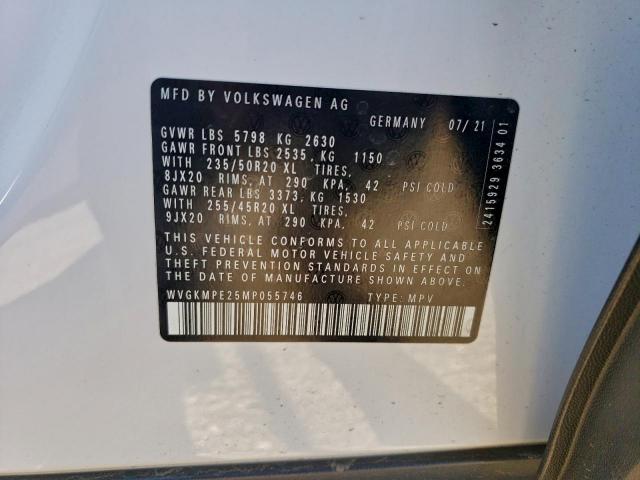 MFD BY VOLKSWAGEN AG
GERMANY 07/21
GVWR LBS 5798 KG 2630
GAWR FRONT LBS 2535, KG 1150
WITH 235/50R20 XL TIRES,
8JX20 RIMS, AT 290 KPA, 42 PSI COLD
GAWR REAR LBS 3373, KG 1530
WITH 255/45R20 XL TIRES,
9JX20 RIMS, AT 290 KPA, 42 PSI COLD
THIS VEHICLE CONFORMS TO ALL APPLICABLE
U.S. FEDERAL MOTOR VEHICLE SAFETY AND
THEFT PREVENTION STANDARDS IN EFFECT ON
THE DATE OF MANUFACTURE SHOWN ABOVE.
WVGKMPE25MP055746 TYPE: MPV
2415929 3634 01